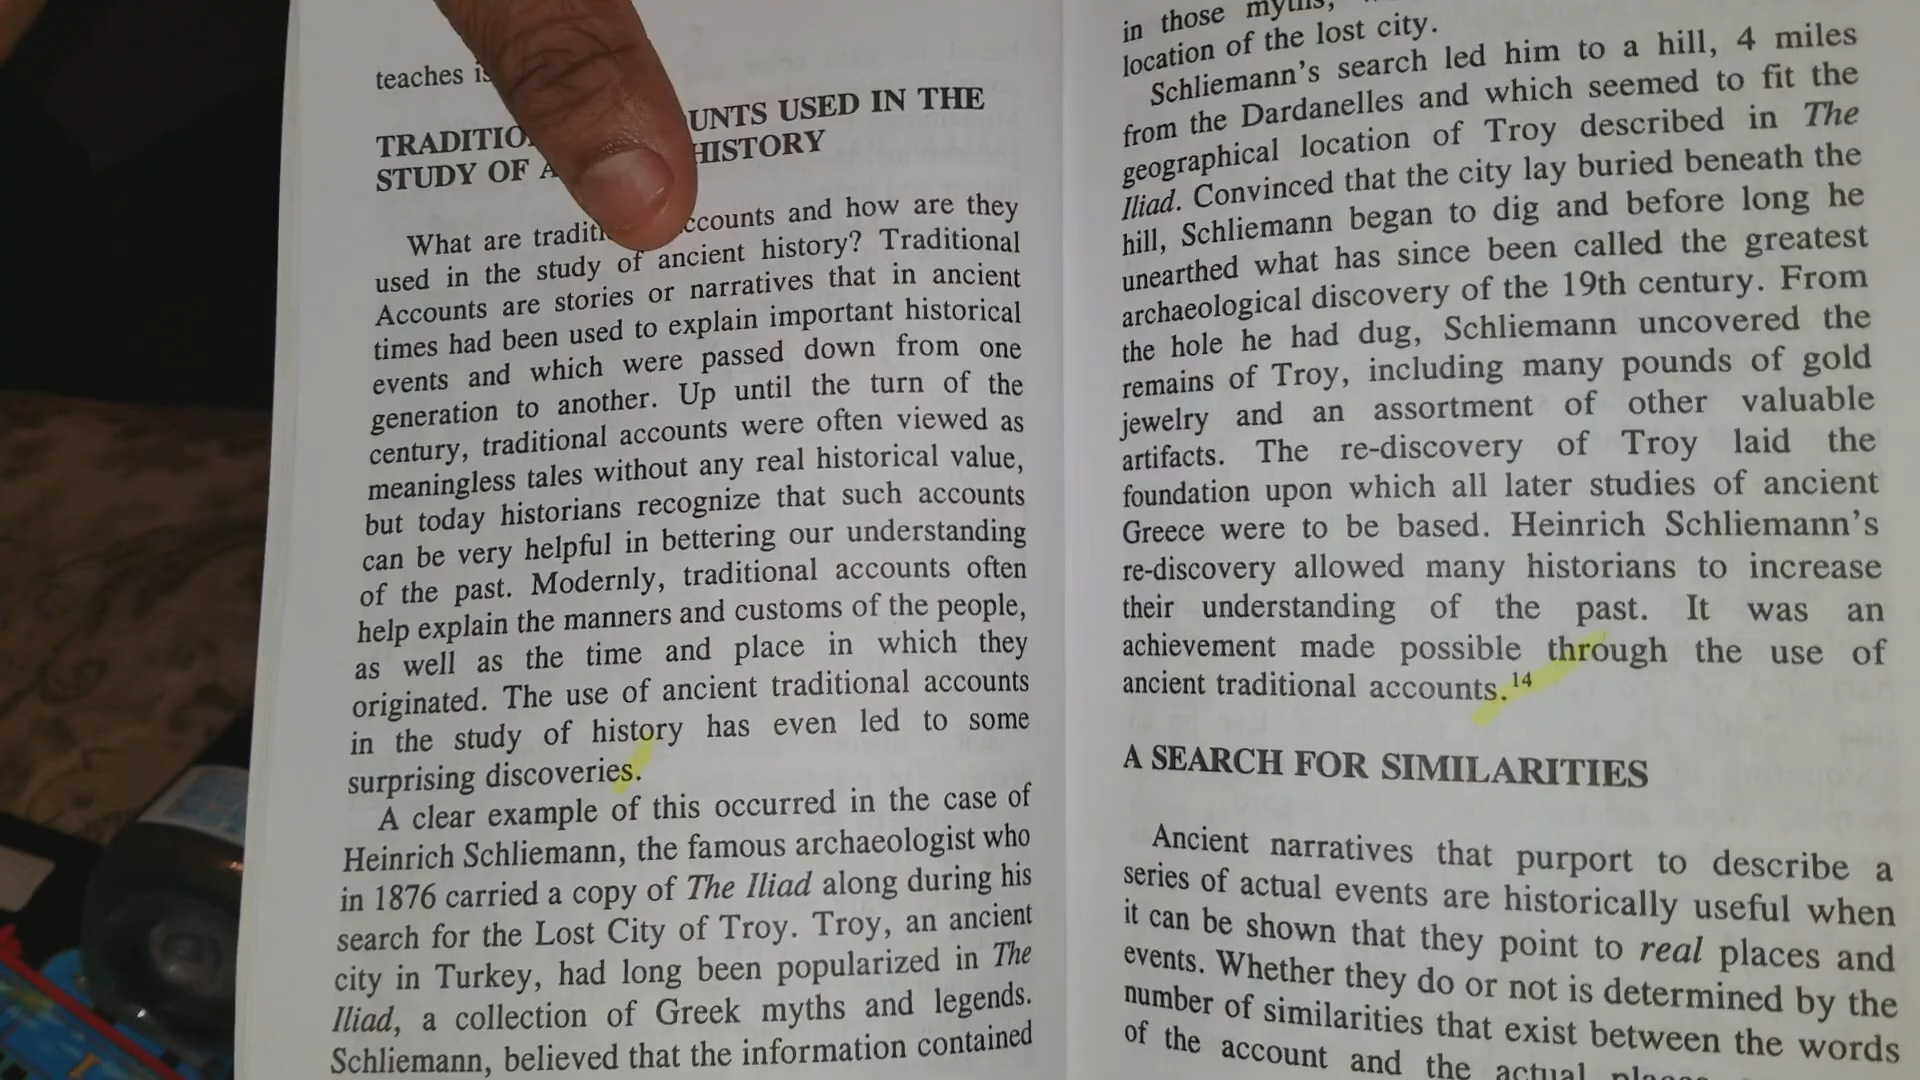 teaches
TRADITIO UNTS USED IN THE
STUDY OF A HISTORY
What are traditi ccounts and how are they
used in the study of ancient history? Traditional
Accounts are stories or narratives that in ancient
times had been used to explain important historical
events and which were passed down from one
generation to another. Up until the turn of the
century, traditional accounts were often viewed as
meaningless tales without any real historical value,
but today historians recognize that such accounts
can be very helpful in bettering our understanding
of the past. Modernly, traditional accounts often
help explain the manners and customs of the people,
as well as the time and place in which they
originated. The use of ancient traditional accounts
in the study of history has even led to some
surprising discoveries.
A clear example of this occurred in the case of
Heinrich Schliemann, the famous archaeologist who
in 1876 carried a copy of The Iliad along during his
search for the Lost City of Troy. Troy, an ancient
city in Turkey, had long been popularized in The
Iliad, a collection of Greek myths and legends.
Schliemann, believed that the information contained
in those myths,
location of the lost city.
Schliemann's search led him to a hill, 4 miles
from the Dardanelles and which seemed to fit the
geographical location of Troy described in The
Iliad. Convinced that the city lay buried beneath the
hill, Schliemann began to dig and before long he
unearthed what has since been called the greatest
archaeological discovery of the 19th century. From
the hole he had dug, Schliemann uncovered the
remains of Troy, including many pounds of gold
jewelry and an assortment of other valuable
artifacts. The re-discovery of Troy laid the
foundation upon which all later studies of ancient
Greece were to be based. Heinrich Schliemann's
re-discovery allowed many historians to increase
their understanding of the past. It was an
achievement made possible through the use of
ancient traditional accounts.14
A SEARCH FOR SIMILARITIES
Ancient narratives that purport to describe a
series of actual events are historically useful when
it can be shown that they point to real places and
events. Whether they do or not is determined by the
number of similarities that exist between the words
of the account and the actual